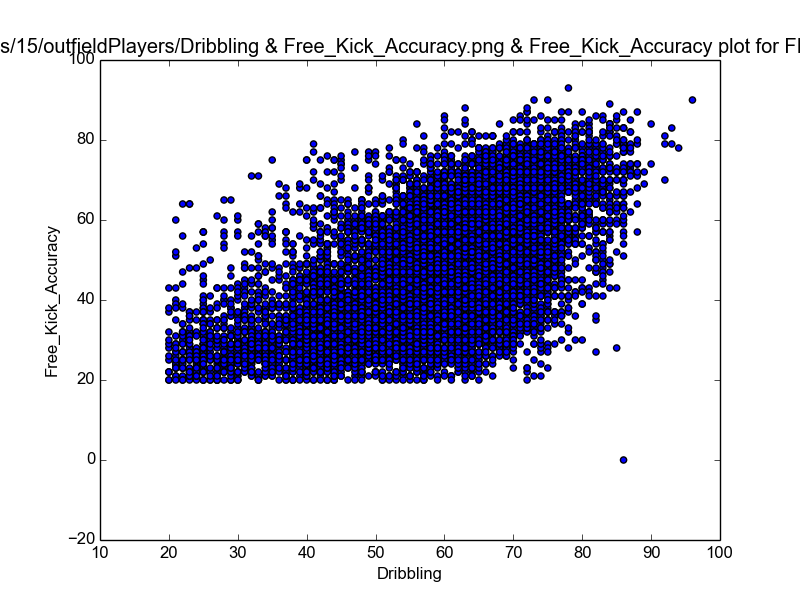 s/15/outfieldPlayers/Dribbling & Free_Kick_Accuracy.png & Free_Kick_Accuracy plot for FI
100
80
60
40
20
0
−20
Free_Kick_Accuracy
10 20 30 40 50 60 70 80 90 100
Dribbling